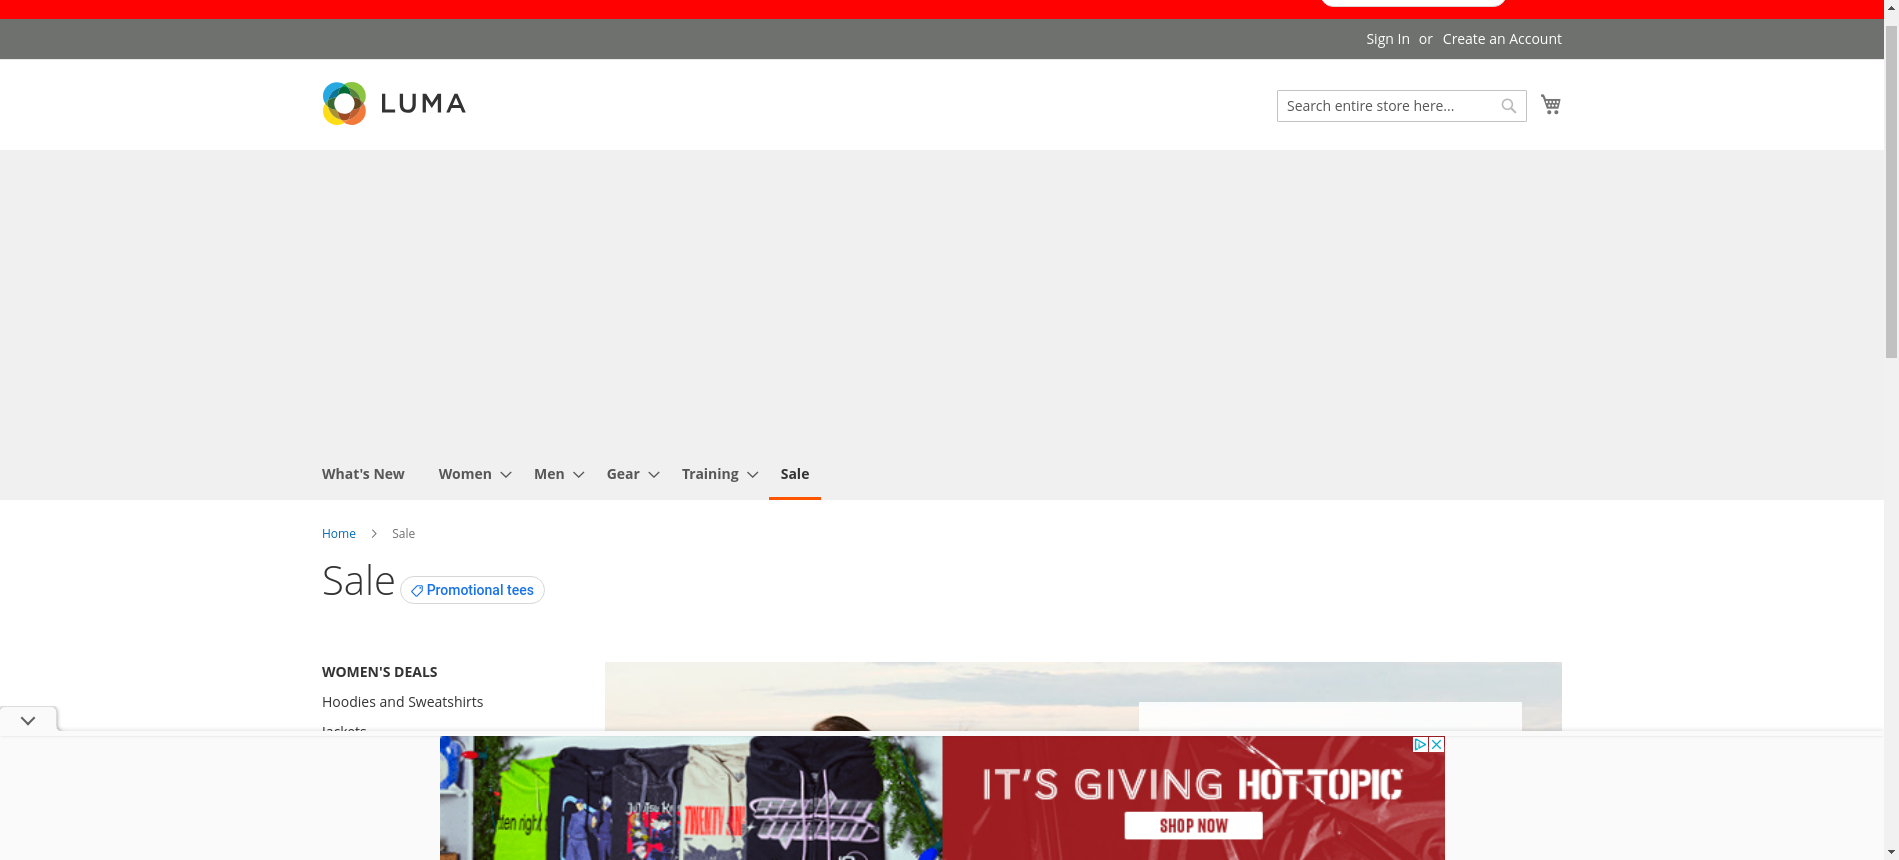 Sign In or Create an Account
LUMA
Search entire store here...
What's New Women Men Gear Training Sale
Home Sale
Sale Promotional tees
WOMEN'S DEALS
Hoodies and Sweatshirts
Jackets
IT'S GIVING HOT TOPIC
SHOP NOW